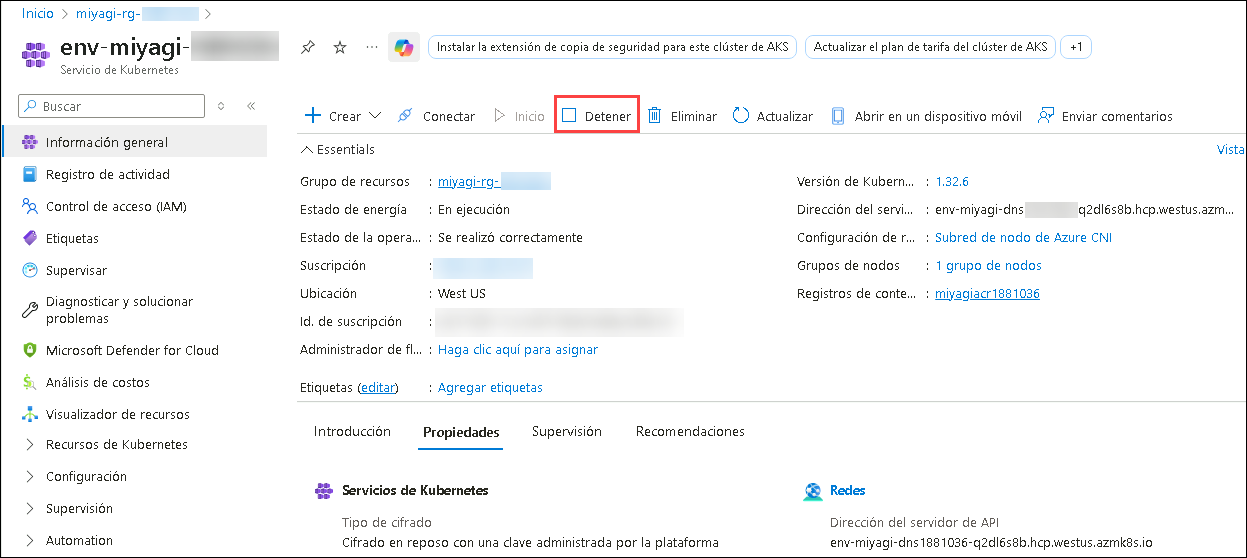 Inicio > miyagi-rg- >
env-miyagi-
Servicio de Kubernetes
Instalar la extensión de copia de seguridad para este clúster de AKS
Actualizar el plan de tarifa del clúster de AKS
+1
Buscar
Crear
Conectar
Inicio
Detener
Eliminar
Actualizar
Abrir en un dispositivo móvil
Enviar comentarios
Información general
Registro de actividad
Control de acceso (IAM)
Etiquetas
Supervisar
Diagnosticar y solucionar
problemas
Microsoft Defender for Cloud
Análisis de costos
Visualizador de recursos
Recursos de Kubernetes
Configuración
Supervisión
Automation
Essentials
Vista
Grupo de recursos : miyagi-rg-
Estado de energía : En ejecución
Estado de la opera... : Se realizó correctamente
Suscripción :
Ubicación : West US
Id. de suscripción :
Administrador de fl... : Haga clic aquí para asignar
Etiquetas (editar) : Agregar etiquetas
Versión de Kubern... : 1.32.6
Dirección del servi... : env-miyagi-dns q2dl6s8b.hcp.westus.azm...
Configuración de r... : Subred de nodo de Azure CNI
Grupos de nodos : 1 grupo de nodos
Registros de conte... : miyagiacr1881036
Introducción
Propiedades
Supervisión
Recomendaciones
Servicios de Kubernetes
Tipo de cifrado
Cifrado en reposo con una clave administrada por la plataforma
Redes
Dirección del servidor de API
env-miyagi-dns1881036-q2dl6s8b.hcp.westus.azmk8s.io